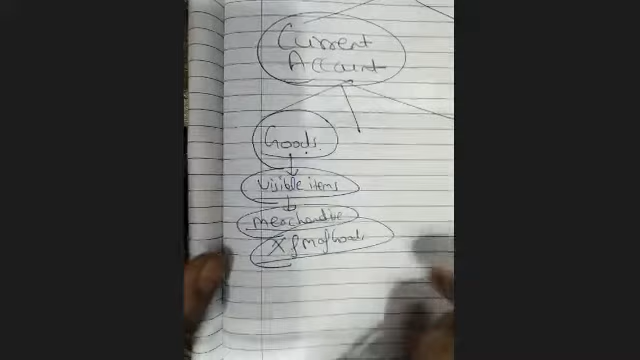 Current
Account
Goods
Visible items
merchandise
X & M of Goods